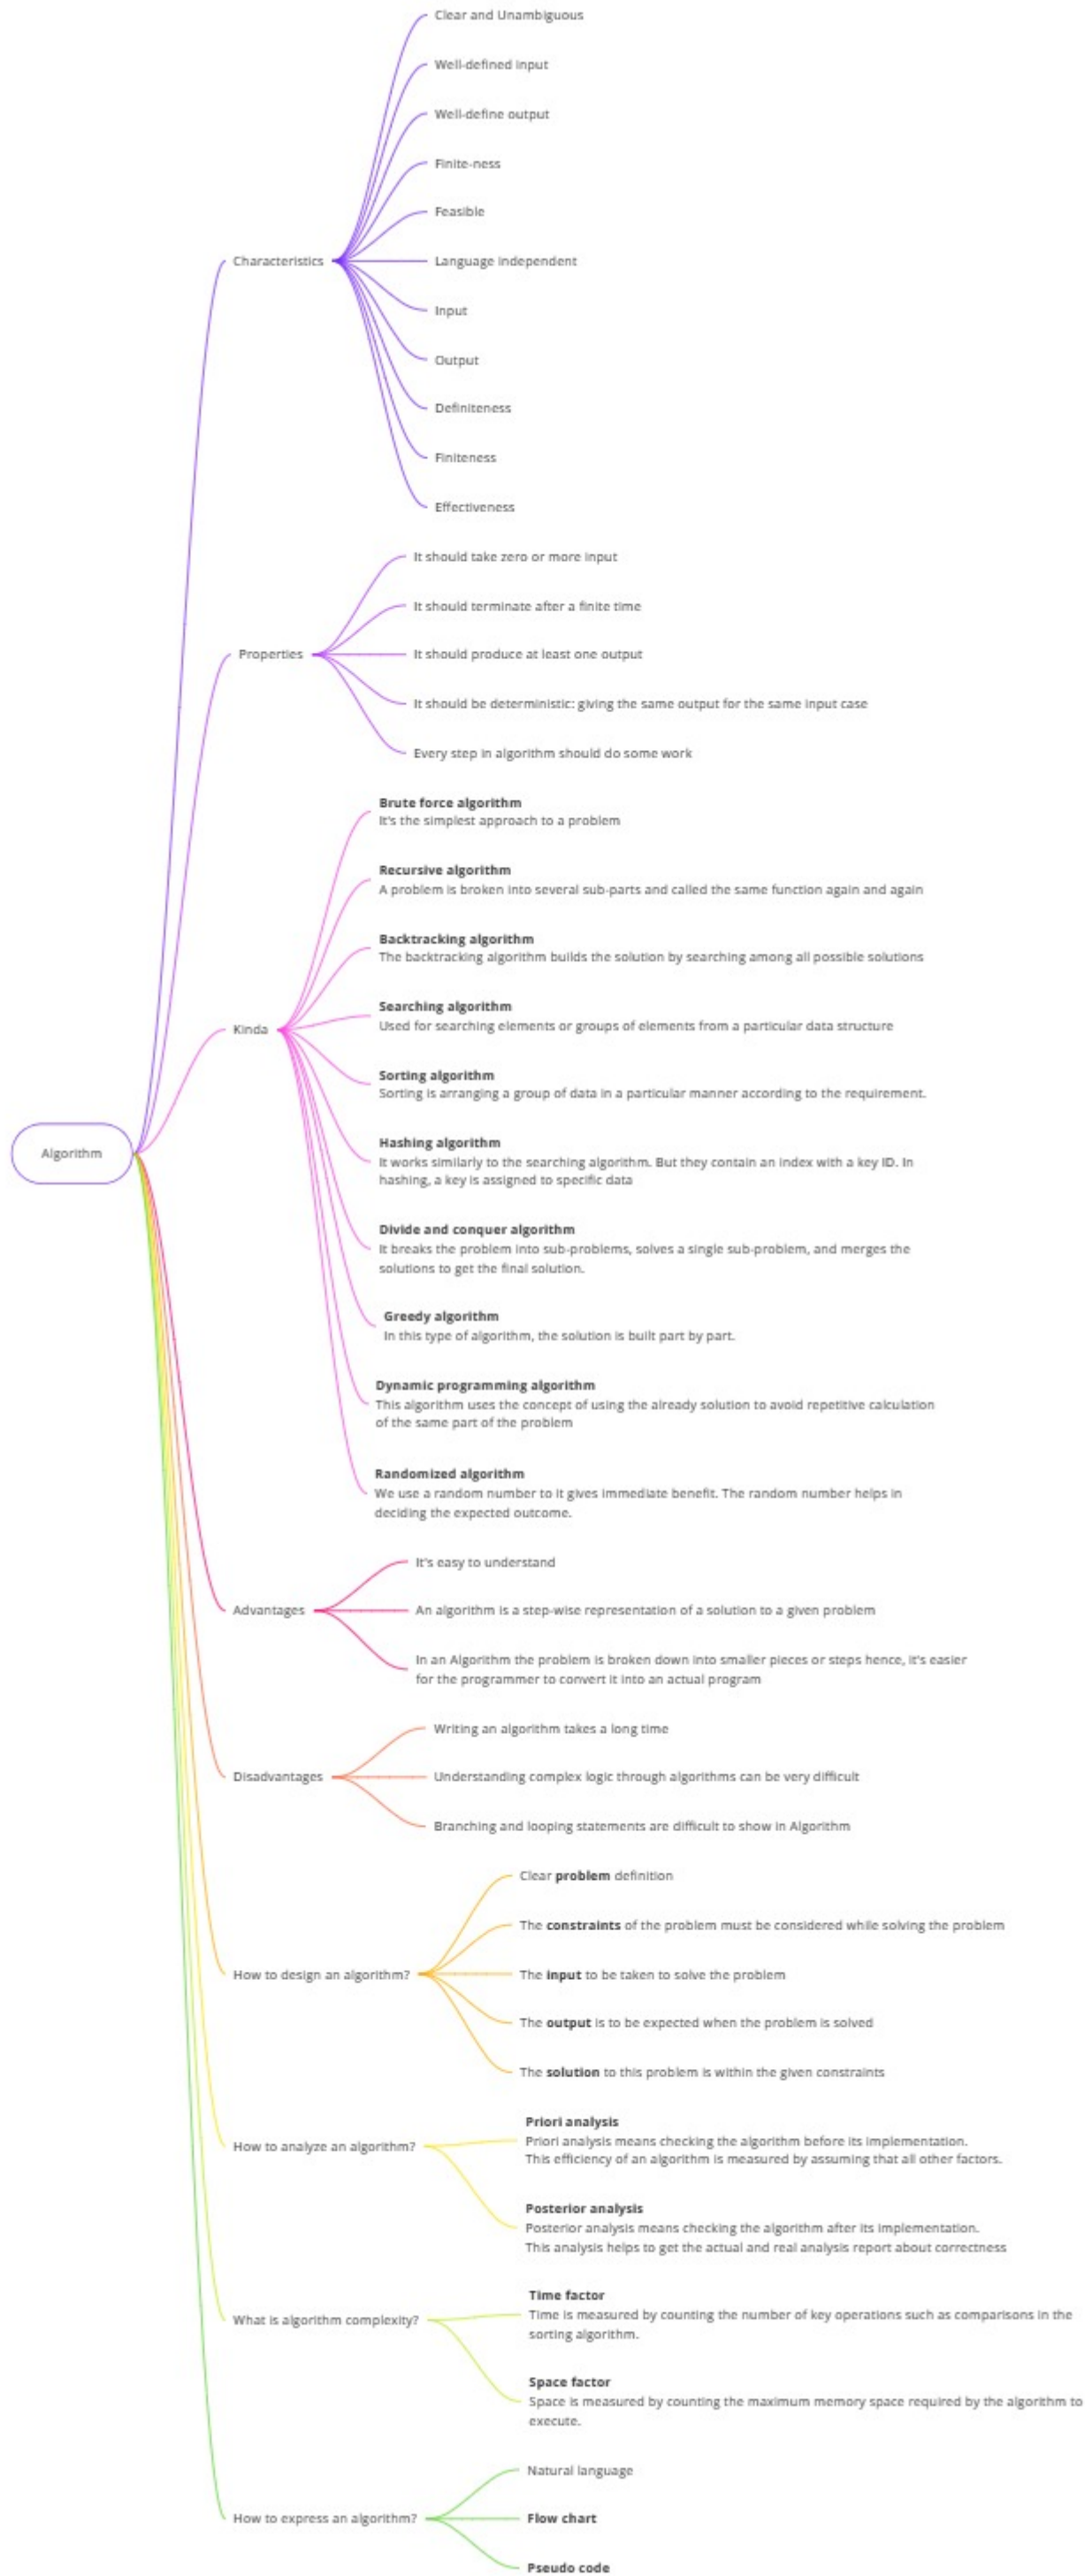 Clear and Unambiguous
Well-defined input
Well-define output
Finite-ness
Feasible
Characteristics
Language independent
Input
Output
Definiteness
Finiteness
Effectiveness
It should take zero or more input
It should terminate after a finite time
Properties
It should produce at least one output
It should be deterministic: giving the same output for the same input case
Every step in algorithm should do some work
Brute force algorithm
It's the simplest approach to a problem
Recursive algorithm
A problem is broken into several sub-parts and called the same function again and again
Backtracking algorithm
The backtracking algorithm builds the solution by searching among all possible solutions
Searching algorithm
Used for searching elements or groups of elements from a particular data structure
Kinda
Sorting algorithm
Sorting is arranging a group of data in a particular manner according to the requirement.
Hashing algorithm
It works similarly to the searching algorithm. But they contain an index with a key ID. In
hashing, a key is assigned to specific data
Algorithm
Divide and conquer algorithm
It breaks the problem into sub-problems, solves a single sub-problem, and merges the
solutions to get the final solution.
Greedy algorithm
In this type of algorithm, the solution is built part by part.
Dynamic programming algorithm
This algorithm uses the concept of using the already solution to avoid repetitive calculation
of the same part of the problem
Randomized algorithm
We use a random number to it gives immediate benefit. The random number helps in
deciding the expected outcome.
It's easy to understand
Advantages
An algorithm is a step-wise representation of a solution to a given problem
In an Algorithm the problem is broken down into smaller pieces or steps hence, it's easier
for the programmer to convert it into an actual program
Writing an algorithm takes a long time
Disadvantages
Understanding complex logic through algorithms can be very difficult
Branching and looping statements are difficult to show in Algorithm
Clear problem definition
The constraints of the problem must be considered while solving the problem
How to design an algorithm?
The input to be taken to solve the problem
The output is to be expected when the problem is solved
The solution to this problem is within the given constraints
Priori analysis
How to analyze an algorithm?
Priori analysis means checking the algorithm before its implementation.
This efficiency of an algorithm is measured by assuming that all other factors.
Posterior analysis
Posterior analysis means checking the algorithm after its implementation.
This analysis helps to get the actual and real analysis report about correctness
Time factor
What is algorithm complexity?
Time is measured by counting the number of key operations such as comparisons in the
sorting algorithm.
Space factor
Space is measured by counting the maximum memory space required by the algorithm to
execute.
Natural language
How to express an algorithm?
Flow chart
Pseudo code